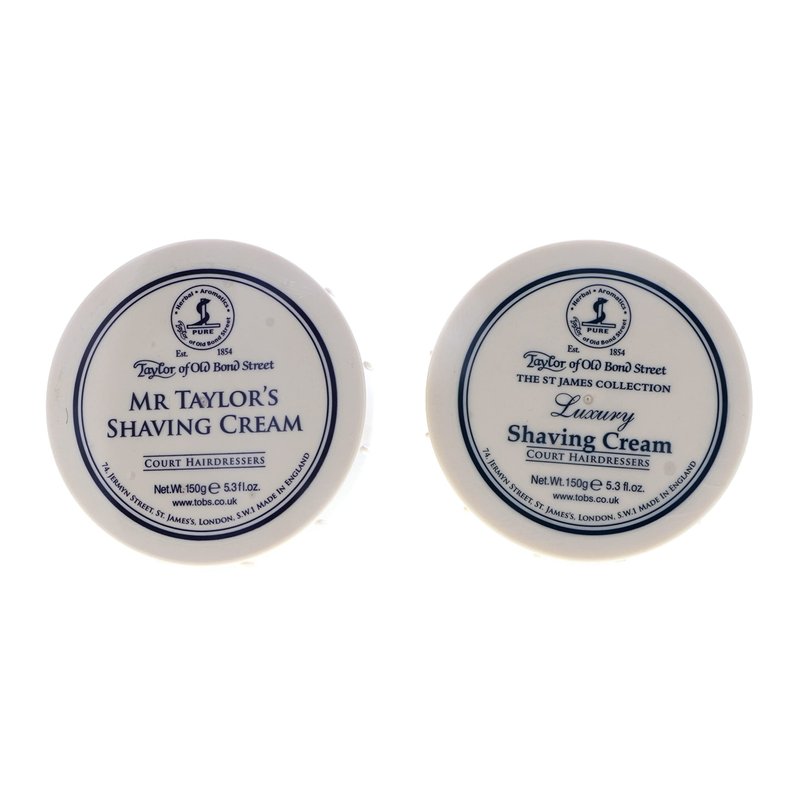 Herbal • Aromatics
PURE
Taylor of Old Bond Street
Est. 1854
Taylor of Old Bond Street
MR TAYLOR'S
SHAVING CREAM
COURT HAIRDRESSERS
Net.Wt. 150g ℮ 5.3 fl.oz.
www.tobs.co.uk
74, JERMYN STREET, ST. JAMES'S, LONDON, S.W.1 MADE IN ENGLAND
Herbal • Aromatics
PURE
Taylor of Old Bond Street
Est. 1854
Taylor of Old Bond Street
THE ST JAMES COLLECTION
Luxury
Shaving Cream
COURT HAIRDRESSERS
Net.Wt. 150g ℮ 5.3 fl.oz.
www.tobs.co.uk
74, JERMYN STREET, ST. JAMES'S, LONDON, S.W.1 MADE IN ENGLAND